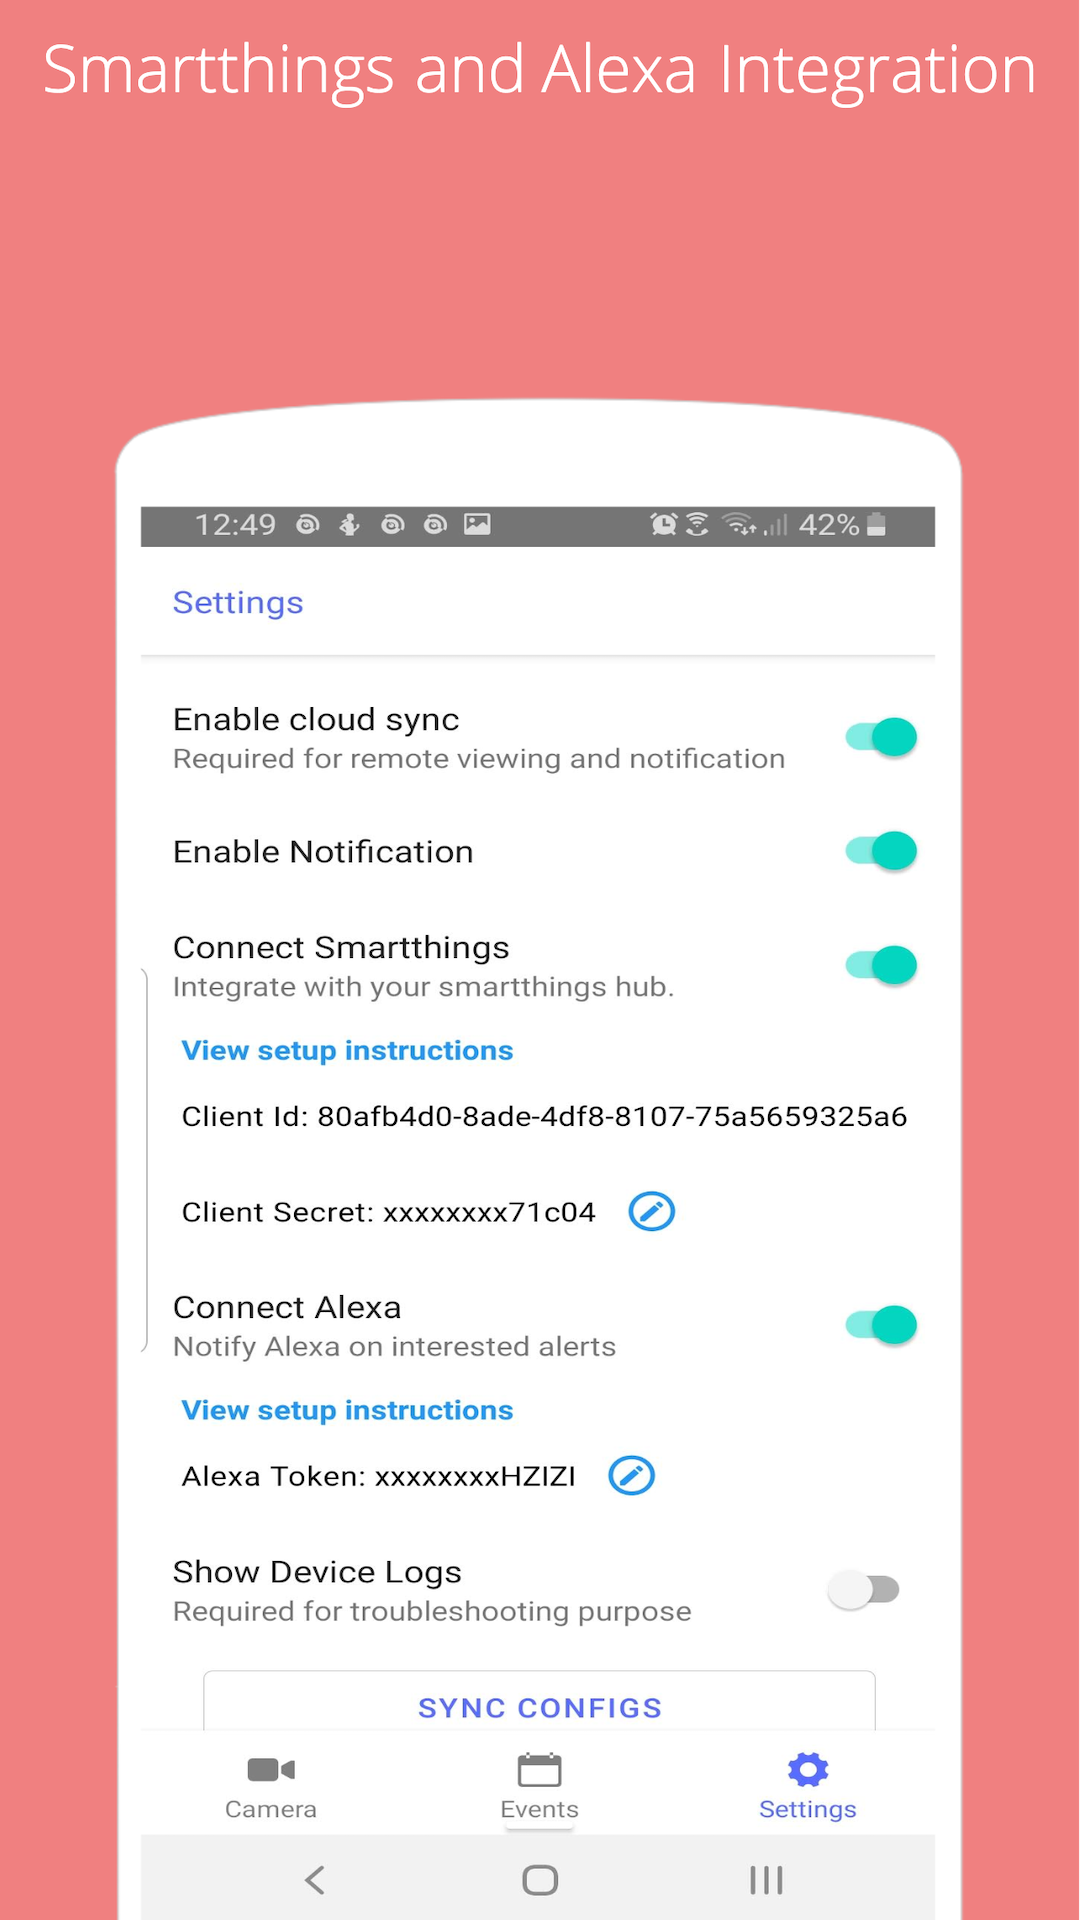 Smartthings and Alexa Integration
12:49 42%
Settings
Enable cloud sync
Required for remote viewing and notification
Enable Notification
Connect Smartthings
Integrate with your smartthings hub.
View setup instructions
Client Id: 80afb4d0-8ade-4df8-8107-75a5659325a6
Client Secret: xxxxxxxx71c04
Connect Alexa
Notify Alexa on interested alerts
View setup instructions
Alexa Token: xxxxxxxxHZIZI
Show Device Logs
Required for troubleshooting purpose
SYNC CONFIGS
Camera Events Settings